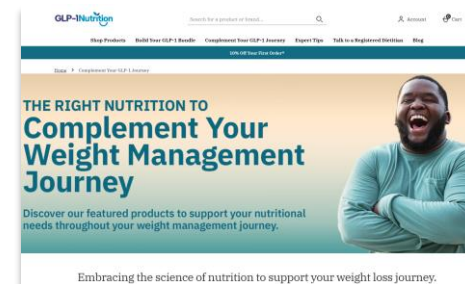 GLP-1Nutrition
Search for a product or brand...
Account
Cart
Shop Products Build Your GLP-1 Bundle Complement Your GLP-1 Journey Expert Tips Talk to a Registered Dietitian Blog
10% Off Your First Order*
Home > Complement Your GLP-1 Journey
THE RIGHT NUTRITION TO
Complement Your
Weight Management
Journey
Discover our featured products to support your nutritional
needs throughout your weight management journey.
Embracing the science of nutrition to support your weight loss journey.